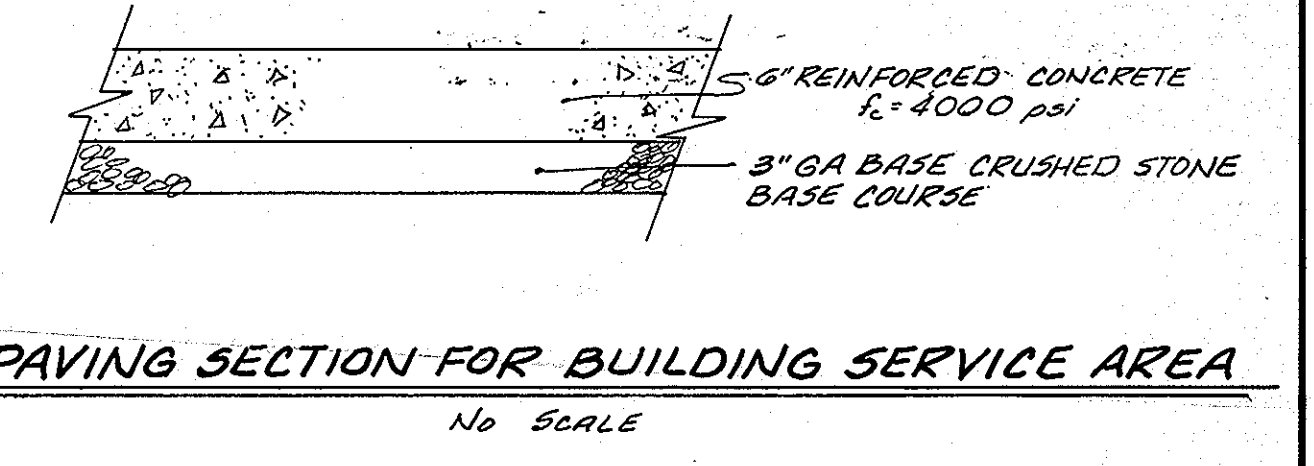 6" REINFORCED CONCRETE
fc = 4000 psi
3" GA BASE CRUSHED STONE
BASE COURSE
PAVING SECTION FOR BUILDING SERVICE AREA
No SCALE